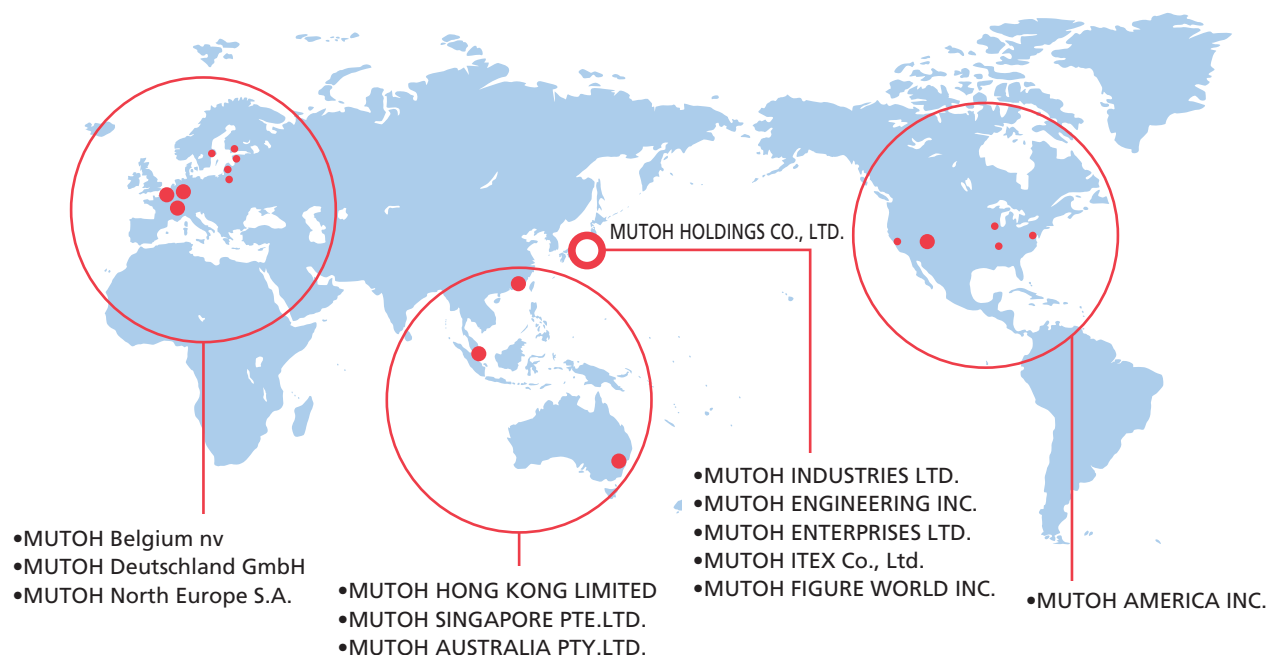 MUTOH HOLDINGS CO., LTD.
•MUTOH Belgium nv
•MUTOH Deutschland GmbH
•MUTOH North Europe S.A.
•MUTOH HONG KONG LIMITED
•MUTOH SINGAPORE PTE.LTD.
•MUTOH AUSTRALIA PTY.LTD.
•MUTOH INDUSTRIES LTD.
•MUTOH ENGINEERING INC.
•MUTOH ENTERPRISES LTD.
•MUTOH ITEX Co., Ltd.
•MUTOH FIGURE WORLD INC.
•MUTOH AMERICA INC.